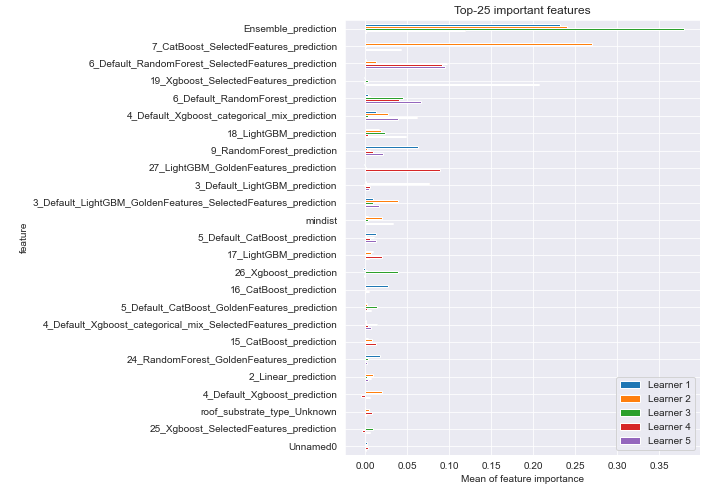 Top-25 important features
Ensemble_prediction
7_CatBoost_SelectedFeatures_prediction
6_Default_RandomForest_SelectedFeatures_prediction
19_Xgboost_SelectedFeatures_prediction
6_Default_RandomForest_prediction
4_Default_Xgboost_categorical_mix_prediction
18_LightGBM_prediction
9_RandomForest_prediction
27_LightGBM_GoldenFeatures_prediction
3_Default_LightGBM_prediction
3_Default_LightGBM_GoldenFeatures_SelectedFeatures_prediction
mindist
5_Default_CatBoost_prediction
17_LightGBM_prediction
26_Xgboost_prediction
16_CatBoost_prediction
5_Default_CatBoost_GoldenFeatures_prediction
4_Default_Xgboost_categorical_mix_SelectedFeatures_prediction
15_CatBoost_prediction
24_RandomForest_GoldenFeatures_prediction
2_Linear_prediction
4_Default_Xgboost_prediction
roof_substrate_type_Unknown
25_Xgboost_SelectedFeatures_prediction
Unnamed0
feature
Learner 1
Learner 2
Learner 3
Learner 4
Learner 5
0.00 0.05 0.10 0.15 0.20 0.25 0.30 0.35
Mean of feature importance